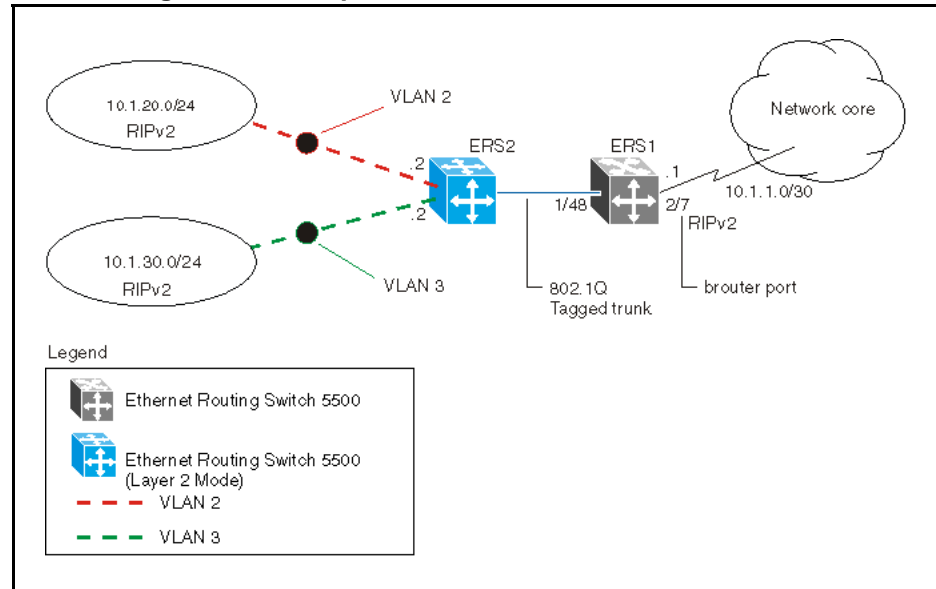 10.1.20.0/24
RIPv2
VLAN 2
ERS2
ERS1
Network core
.2
.2
.1
10.1.1.0/30
1/48
2/7
RIPv2
10.1.30.0/24
RIPv2
VLAN 3
802.1Q
Tagged trunk
brouter port
Legend
Ethernet Routing Switch 5500
Ethernet Routing Switch 5500
(Layer 2 Mode)
VLAN 2
VLAN 3